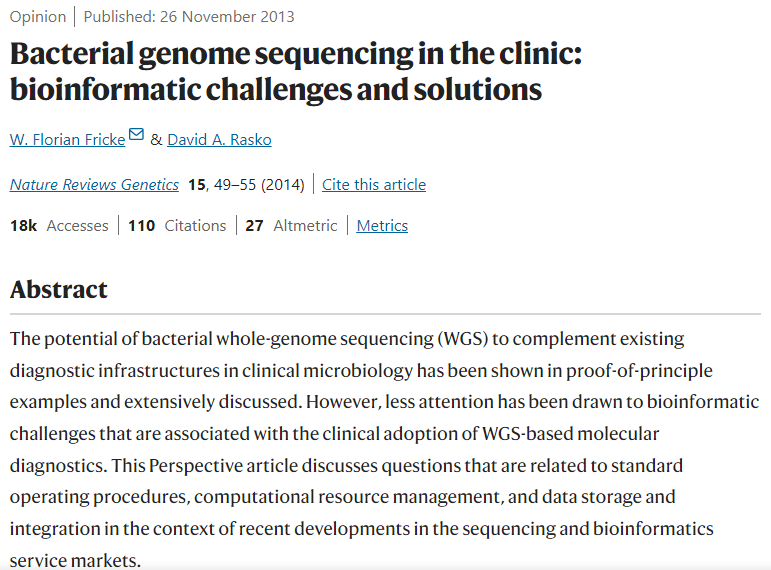 Opinion | Published: 26 November 2013
Bacterial genome sequencing in the clinic:
bioinformatic challenges and solutions
W. Florian Fricke & David A. Rasko
Nature Reviews Genetics 15, 49–55 (2014) | Cite this article
18k Accesses | 110 Citations | 27 Altmetric | Metrics
Abstract
The potential of bacterial whole-genome sequencing (WGS) to complement existing
diagnostic infrastructures in clinical microbiology has been shown in proof-of-principle
examples and extensively discussed. However, less attention has been drawn to bioinformatic
challenges that are associated with the clinical adoption of WGS-based molecular
diagnostics. This Perspective article discusses questions that are related to standard
operating procedures, computational resource management, and data storage and
integration in the context of recent developments in the sequencing and bioinformatics
service markets.